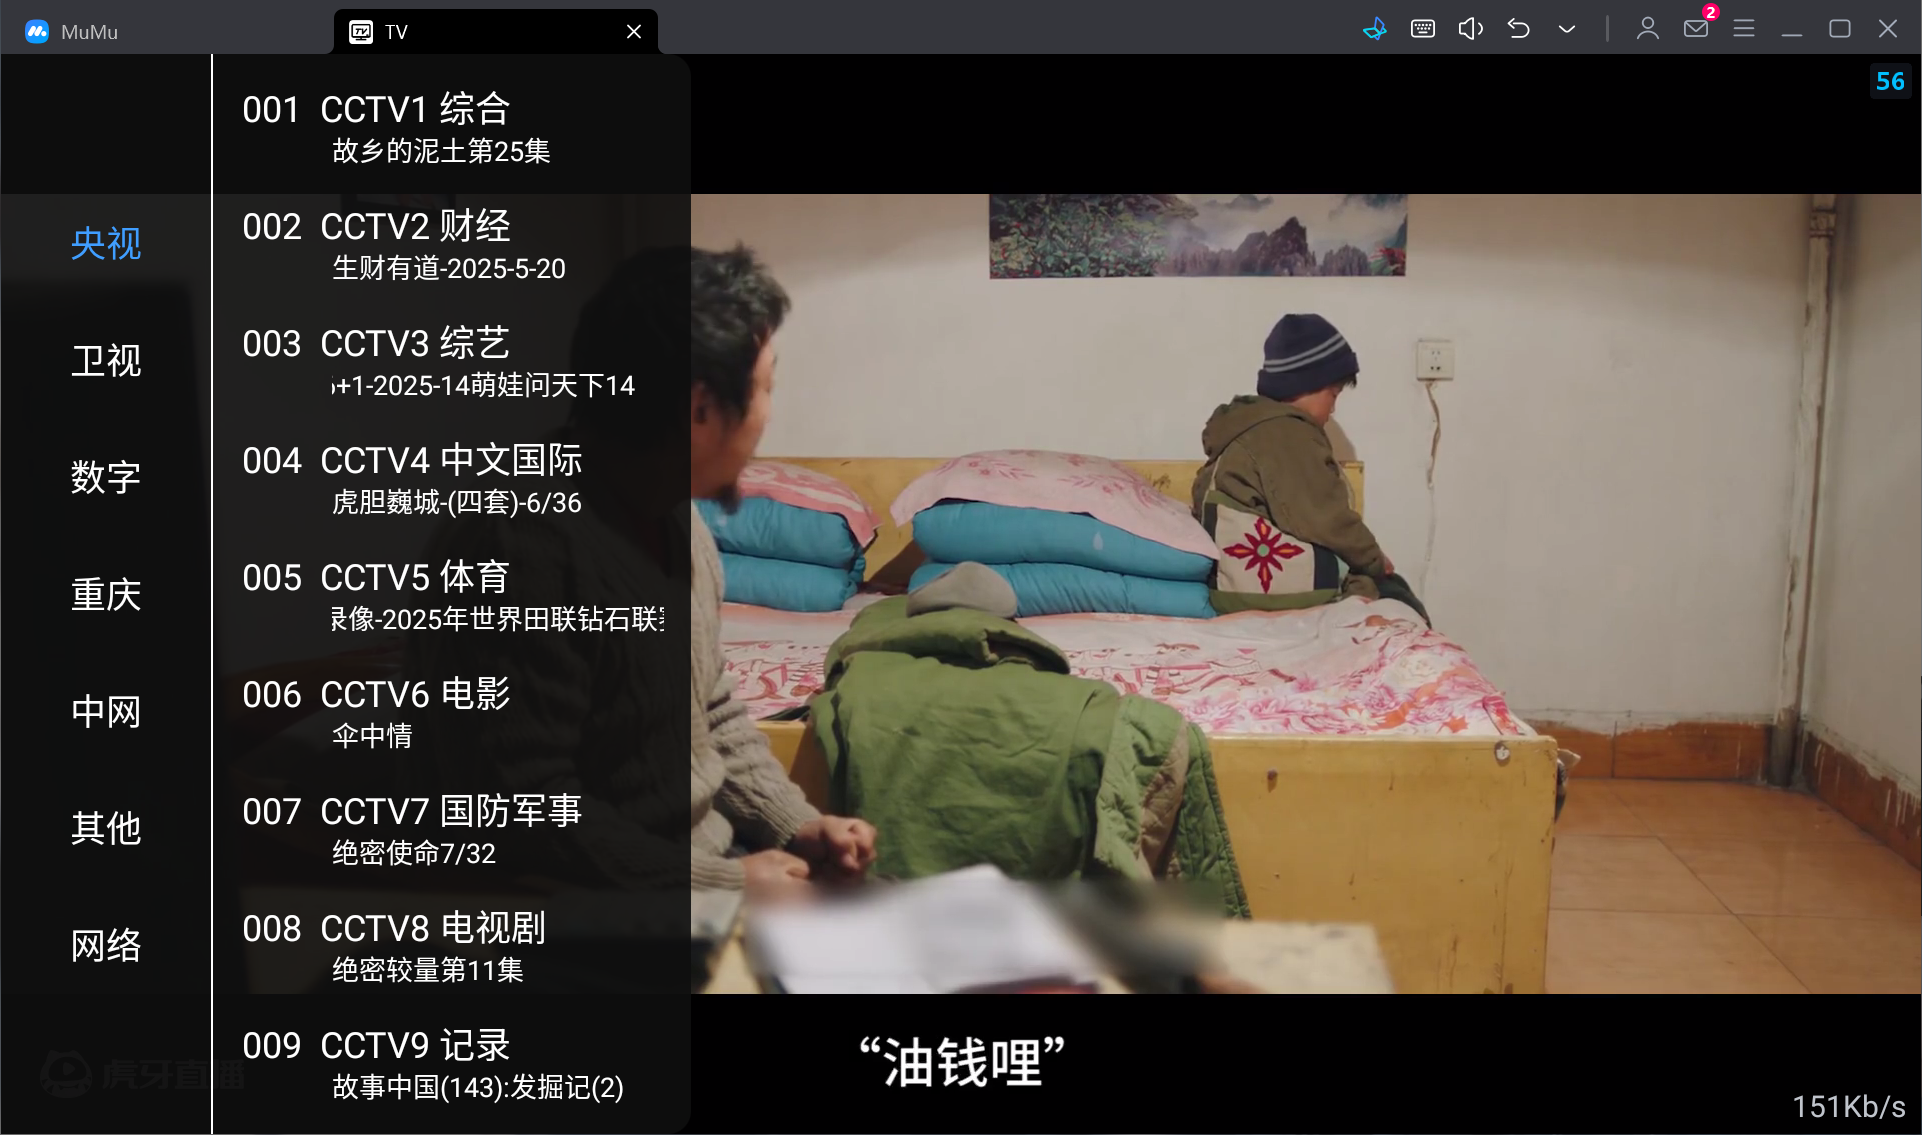 MuMu
TV
2
56
央视
卫视
数字
重庆
中网
其他
网络
001 CCTV1 综合
故乡的泥土第25集
002 CCTV2 财经
生财有道-2025-5-20
003 CCTV3 综艺
+1-2025-14萌娃问天下14
004 CCTV4 中文国际
虎胆巍城-(四套)-6/36
005 CCTV5 体育
录像-2025年世界田联钻石联赛
006 CCTV6 电影
伞中情
007 CCTV7 国防军事
绝密使命7/32
008 CCTV8 电视剧
绝密较量第11集
009 CCTV9 记录
故事中国(143):发掘记(2)
虎牙直播
“油钱哩”
151Kb/s